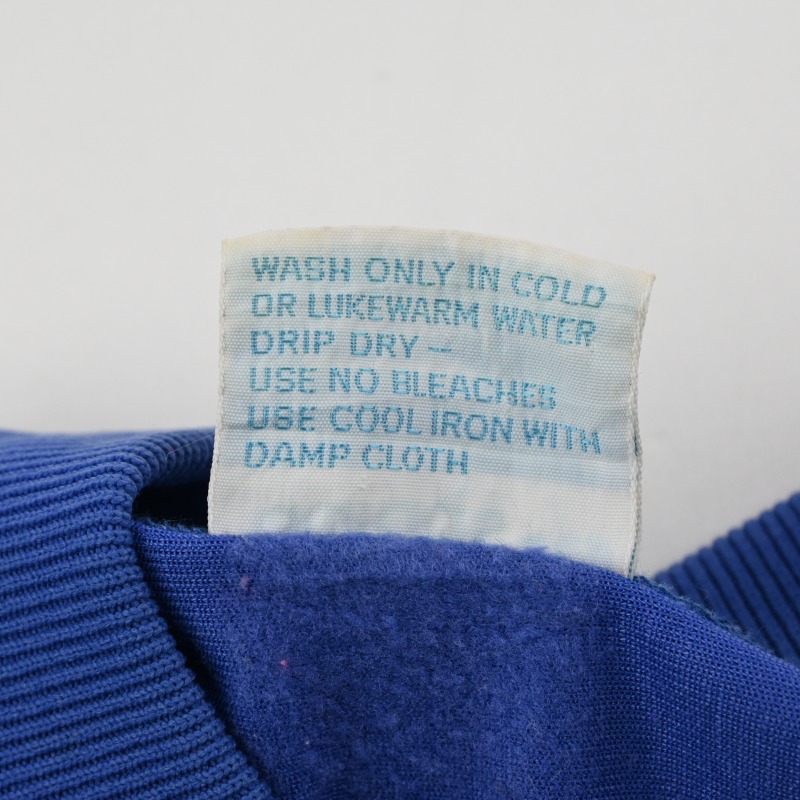 WASH ONLY IN COLD
OR LUKEWARM WATER
DRIP DRY—
USE NO BLEACHES
USE COOL IRON WITH
DAMP CLOTH